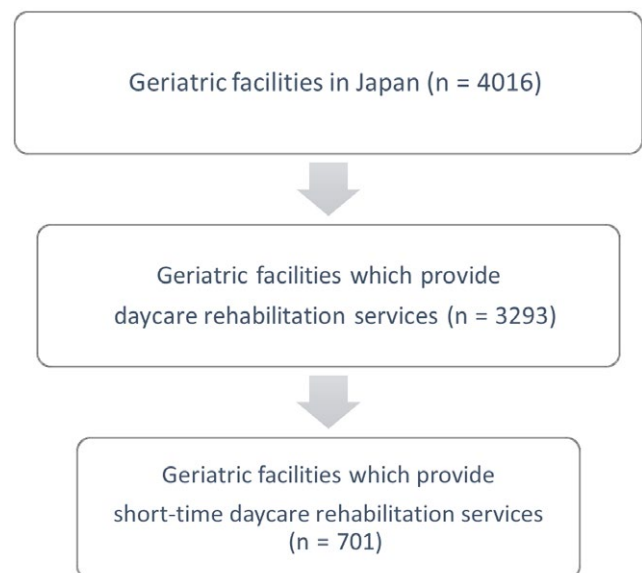 Geriatric facilities in Japan (n = 4016)
Geriatric facilities which provide
daycare rehabilitation services (n = 3293)
Geriatric facilities which provide
short-time daycare rehabilitation services
(n = 701)